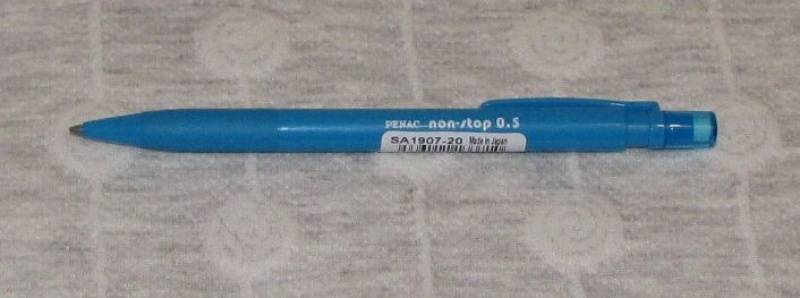 PENAC non-stop 0.5
SA1907-20 Made in Japan